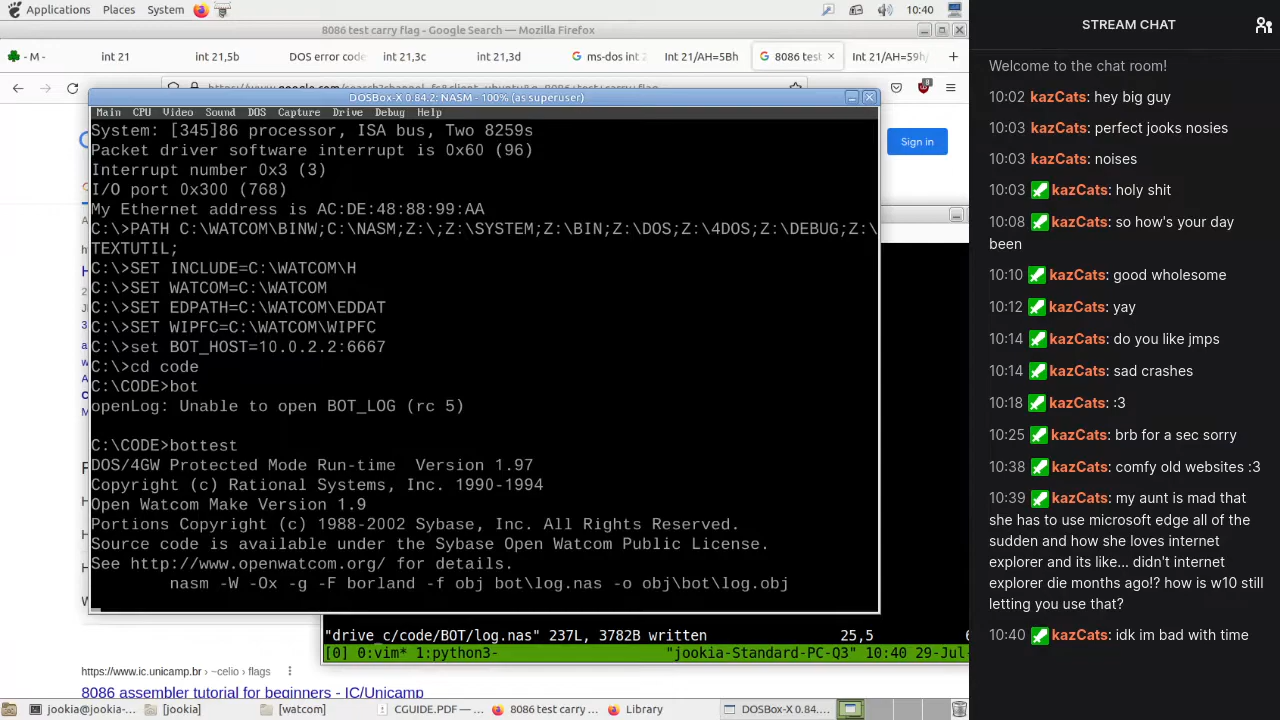 Applications Places System 10:40
8086 test carry flag - Google Search — Mozilla Firefox
- M - int 21 int 21,5b DOS error code int 21,3c int 21,3d ms-dos int 2 Int 21/AH=5Bh 8086 test Int 21/AH=59h/
DOSBox-X 0.84.2: NASM - 100% (as superuser)
Main CPU Video Sound DOS Capture Drive Debug Help
System: [345]86 processor, ISA bus, Two 8259s
Packet driver software interrupt is 0x60 (96)
Interrupt number 0x3 (3)
I/O port 0x300 (768)
My Ethernet address is AC:DE:48:88:99:AA
C:\>PATH C:\WATCOM\BINW;C:\NASM;Z:\;Z:\SYSTEM;Z:\BIN;Z:\DOS;Z:\4DOS;Z:\DEBUG;Z:\
TEXTUTIL;
C:\>SET INCLUDE=C:\WATCOM\H
C:\>SET WATCOM=C:\WATCOM
C:\>SET EDPATH=C:\WATCOM\EDDAT
C:\>SET WIPFC=C:\WATCOM\WIPFC
C:\>set BOT_HOST=10.0.2.2:6667
C:\>cd code
C:\CODE>bot
openLog: Unable to open BOT_LOG (rc 5)
C:\CODE>bottest
DOS/4GW Protected Mode Run-time Version 1.97
Copyright (c) Rational Systems, Inc. 1990-1994
Open Watcom Make Version 1.9
Portions Copyright (c) 1988-2002 Sybase, Inc. All Rights Reserved.
Source code is available under the Sybase Open Watcom Public License.
See http://www.openwatcom.org/ for details.
nasm -W -Ox -g -F borland -f obj bot\log.nas -o obj\bot\log.obj
Sign in
"drive_c/code/BOT/log.nas" 237L, 3782B written 25,5
[0] 0:vim* 1:python3- "jookia-Standard-PC-Q3" 10:40 29-Jul-
https://www.ic.unicamp.br › ~celio › flags
8086 assembler tutorial for beginners - IC/Unicamp
jookia@jookia-... [jookia] [watcom] CGUIDE.PDF — ... 8086 test carry fl... Library DOSBox-X 0.84....
STREAM CHAT
Welcome to the chat room!
10:02 kazCats: hey big guy
10:03 kazCats: perfect jooks nosies
10:03 kazCats: noises
10:03 kazCats: holy shit
10:08 kazCats: so how's your day
been
10:10 kazCats: good wholesome
10:12 kazCats: yay
10:14 kazCats: do you like jmps
10:14 kazCats: sad crashes
10:18 kazCats: :3
10:25 kazCats: brb for a sec sorry
10:38 kazCats: comfy old websites :3
10:39 kazCats: my aunt is mad that
she has to use microsoft edge all of the
sudden and how she loves internet
explorer and its like... didn't internet
explorer die months ago!? how is w10 still
letting you use that?
10:40 kazCats: idk im bad with time